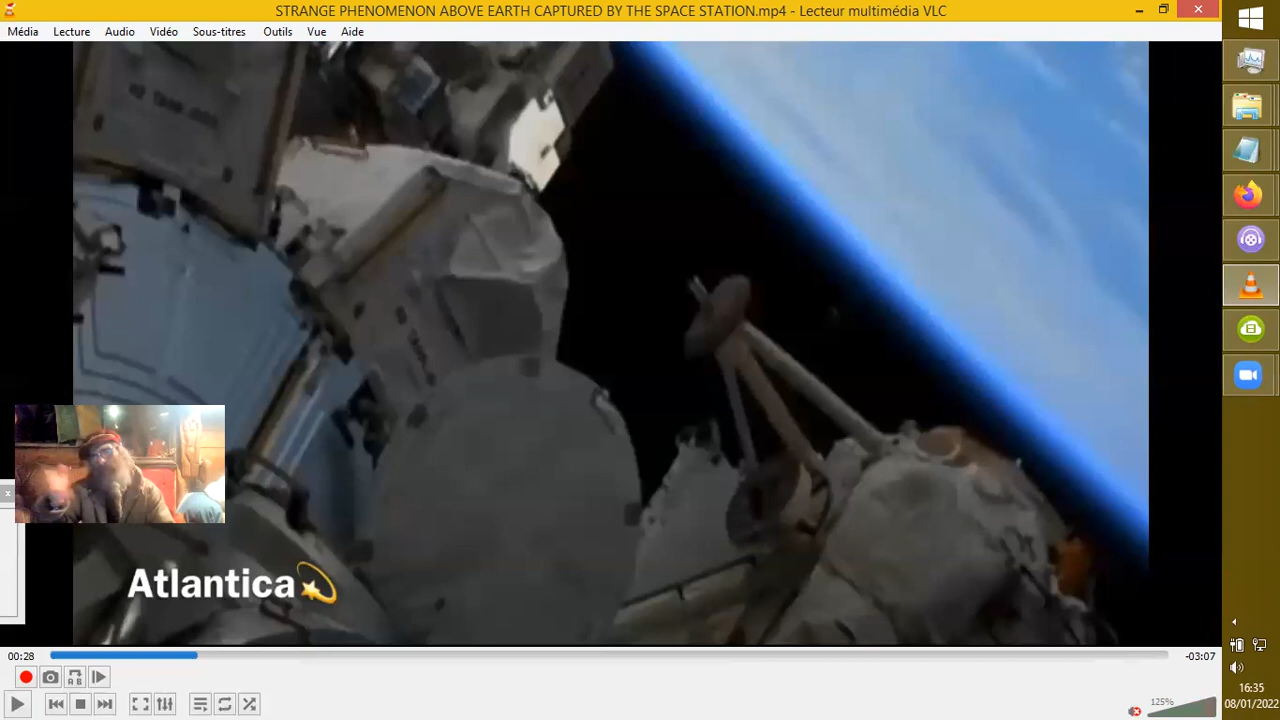 STRANGE PHENOMENON ABOVE EARTH CAPTURED BY THE SPACE STATION.mp4 - Lecteur multimédia VLC
Média Lecture Audio Vidéo Sous-titres Outils Vue Aide
Atlantica
00:28
-03:07
A B
125%
16:35
08/01/2022